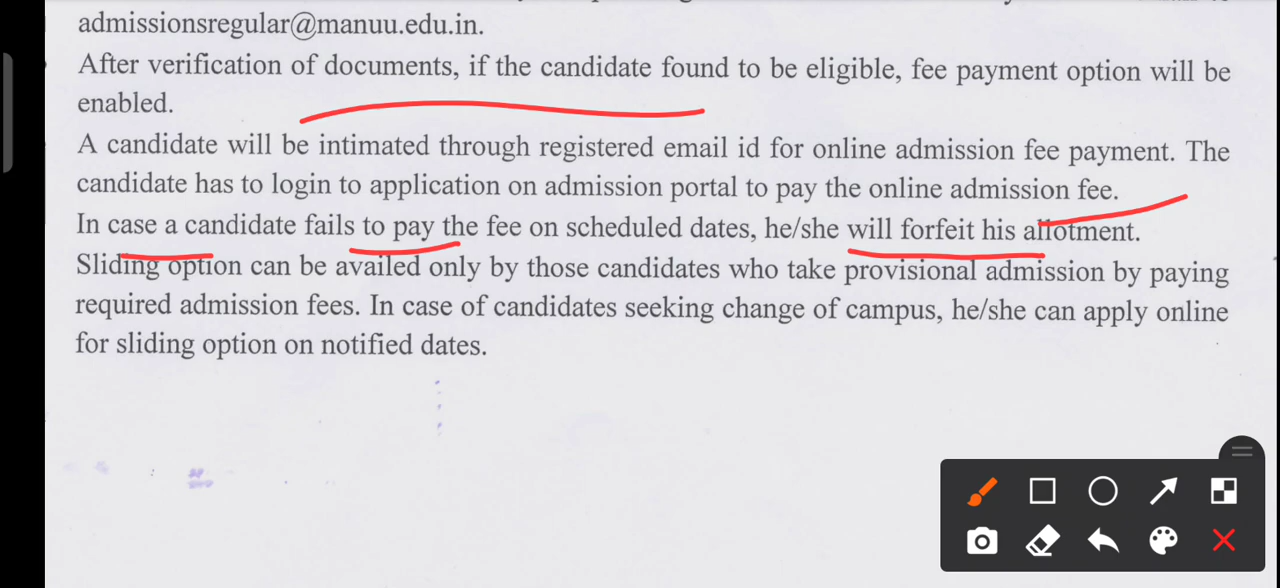 admissionsregular@manuu.edu.in.
After verification of documents, if the candidate found to be eligible, fee payment option will be
enabled.
A candidate will be intimated through registered email id for online admission fee payment. The
candidate has to login to application on admission portal to pay the online admission fee.
In case a candidate fails to pay the fee on scheduled dates, he/she will forfeit his allotment.
Sliding option can be availed only by those candidates who take provisional admission by paying
required admission fees. In case of candidates seeking change of campus, he/she can apply online
for sliding option on notified dates.